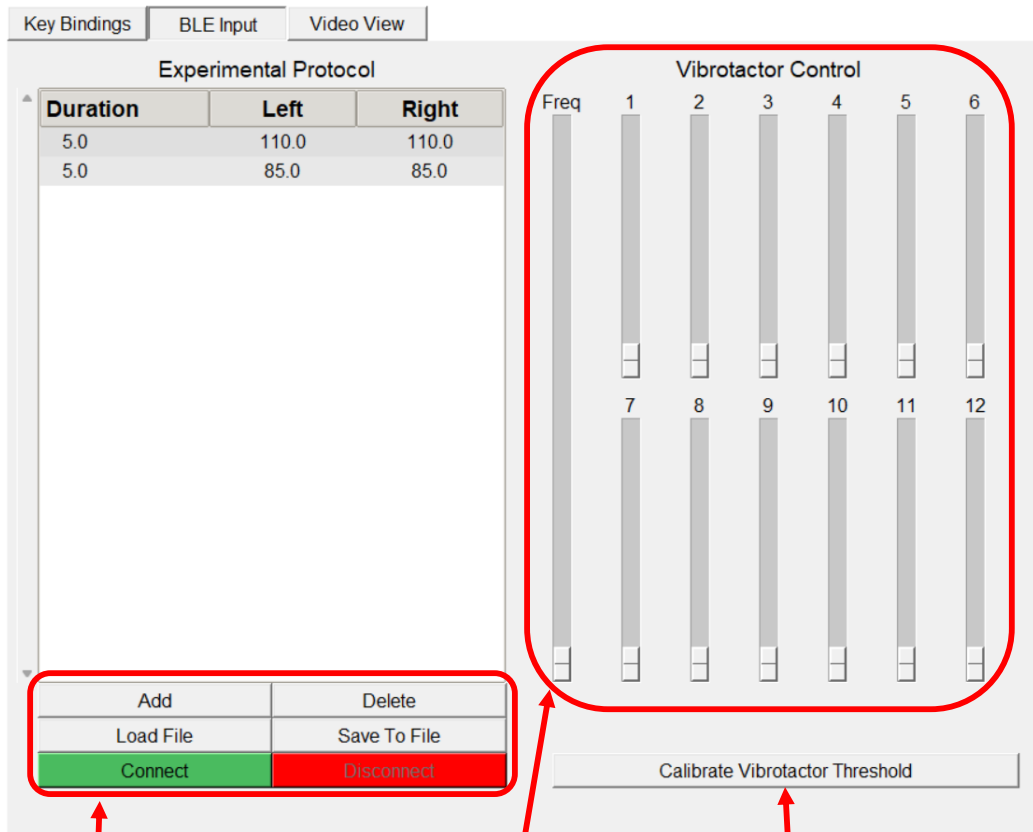 Key Bindings BLE Input Video View
Experimental Protocol
Duration Left Right
5.0 110.0 110.0
5.0 85.0 85.0
Add Delete
Load File Save To File
Connect Disconnect
Vibrotactor Control
Freq 1 2 3 4 5 6
7 8 9 10 11 12
Calibrate Vibrotactor Threshold